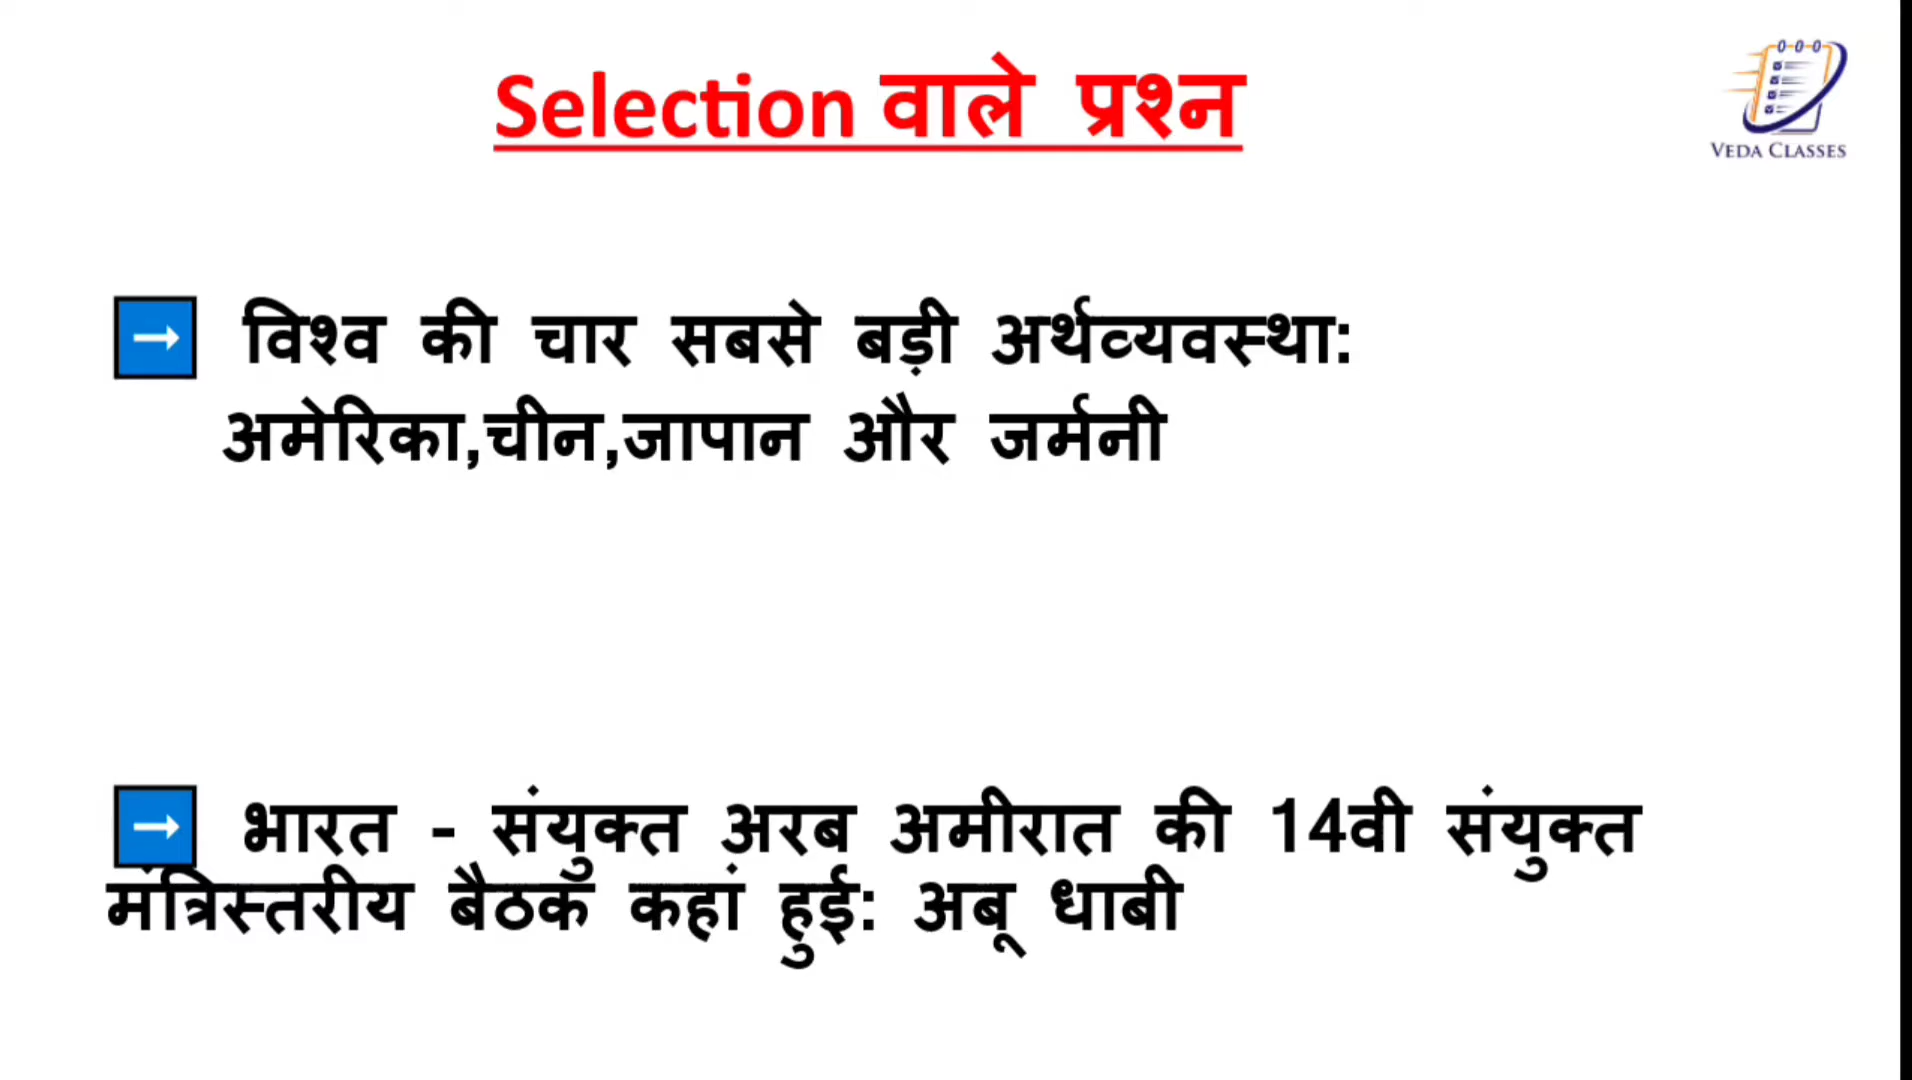 Selection वाले प्रश्न
VEDA CLASSES
→ विश्व की चार सबसे बड़ी अर्थव्यवस्था:
अमेरिका,चीन,जापान और जर्मनी
→ भारत - संयुक्त अरब अमीरात की 14वी संयुक्त
मंत्रिस्तरीय बैठक कहां हुई: अबू धाबी